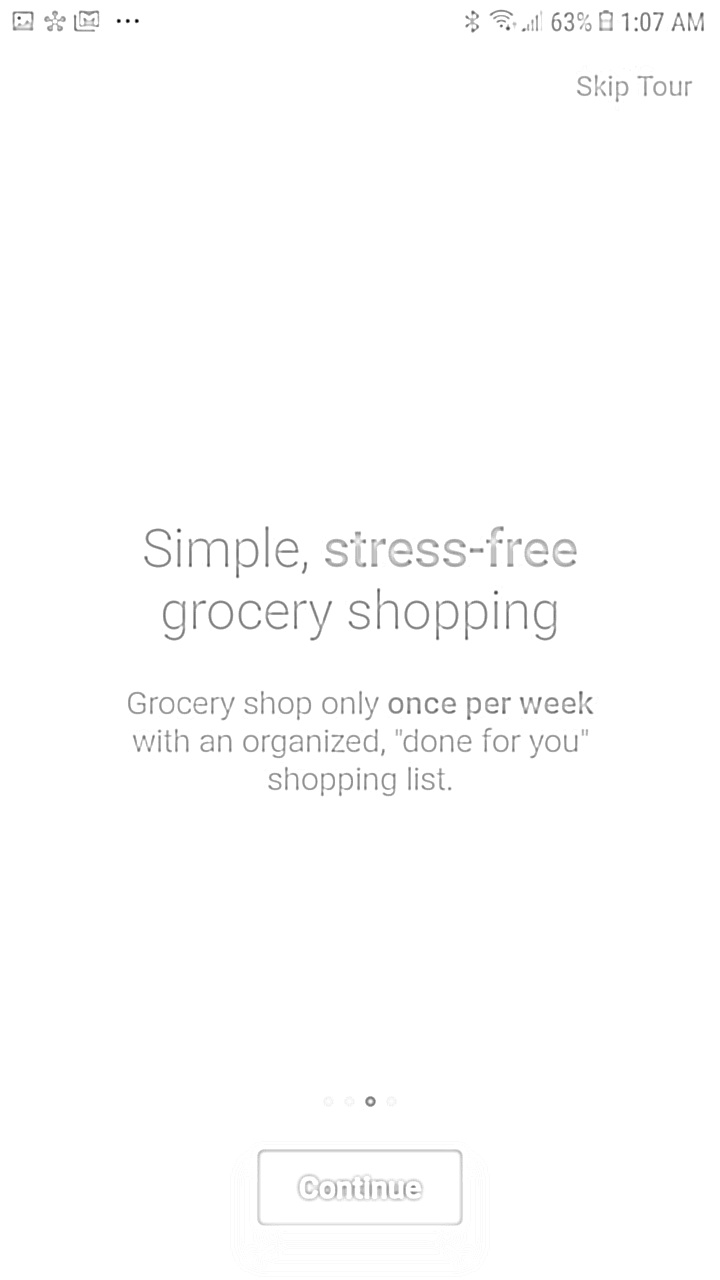 63% 1:07 AM
Skip Tour
Simple, stress-free
grocery shopping
Grocery shop only once per week
with an organized, "done for you"
shopping list.
Continue